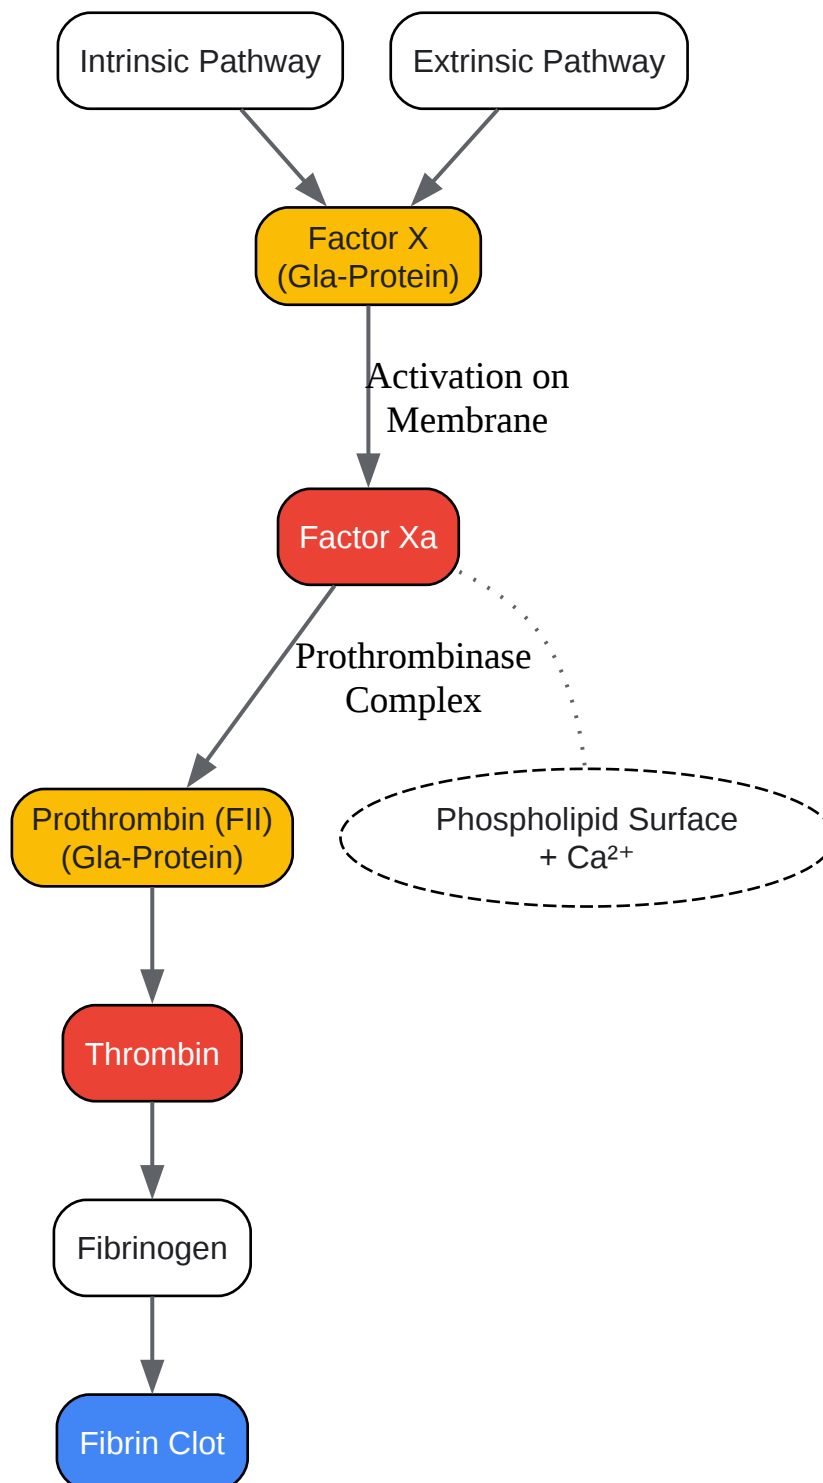 Intrinsic Pathway
Extrinsic Pathway
Factor X
(Gla-Protein)
Activation on
Membrane
Factor Xa
Prothrombinase
Complex
Prothrombin (FII)
(Gla-Protein)
Phospholipid Surface
+ Ca²⁺
Thrombin
Fibrinogen
Fibrin Clot